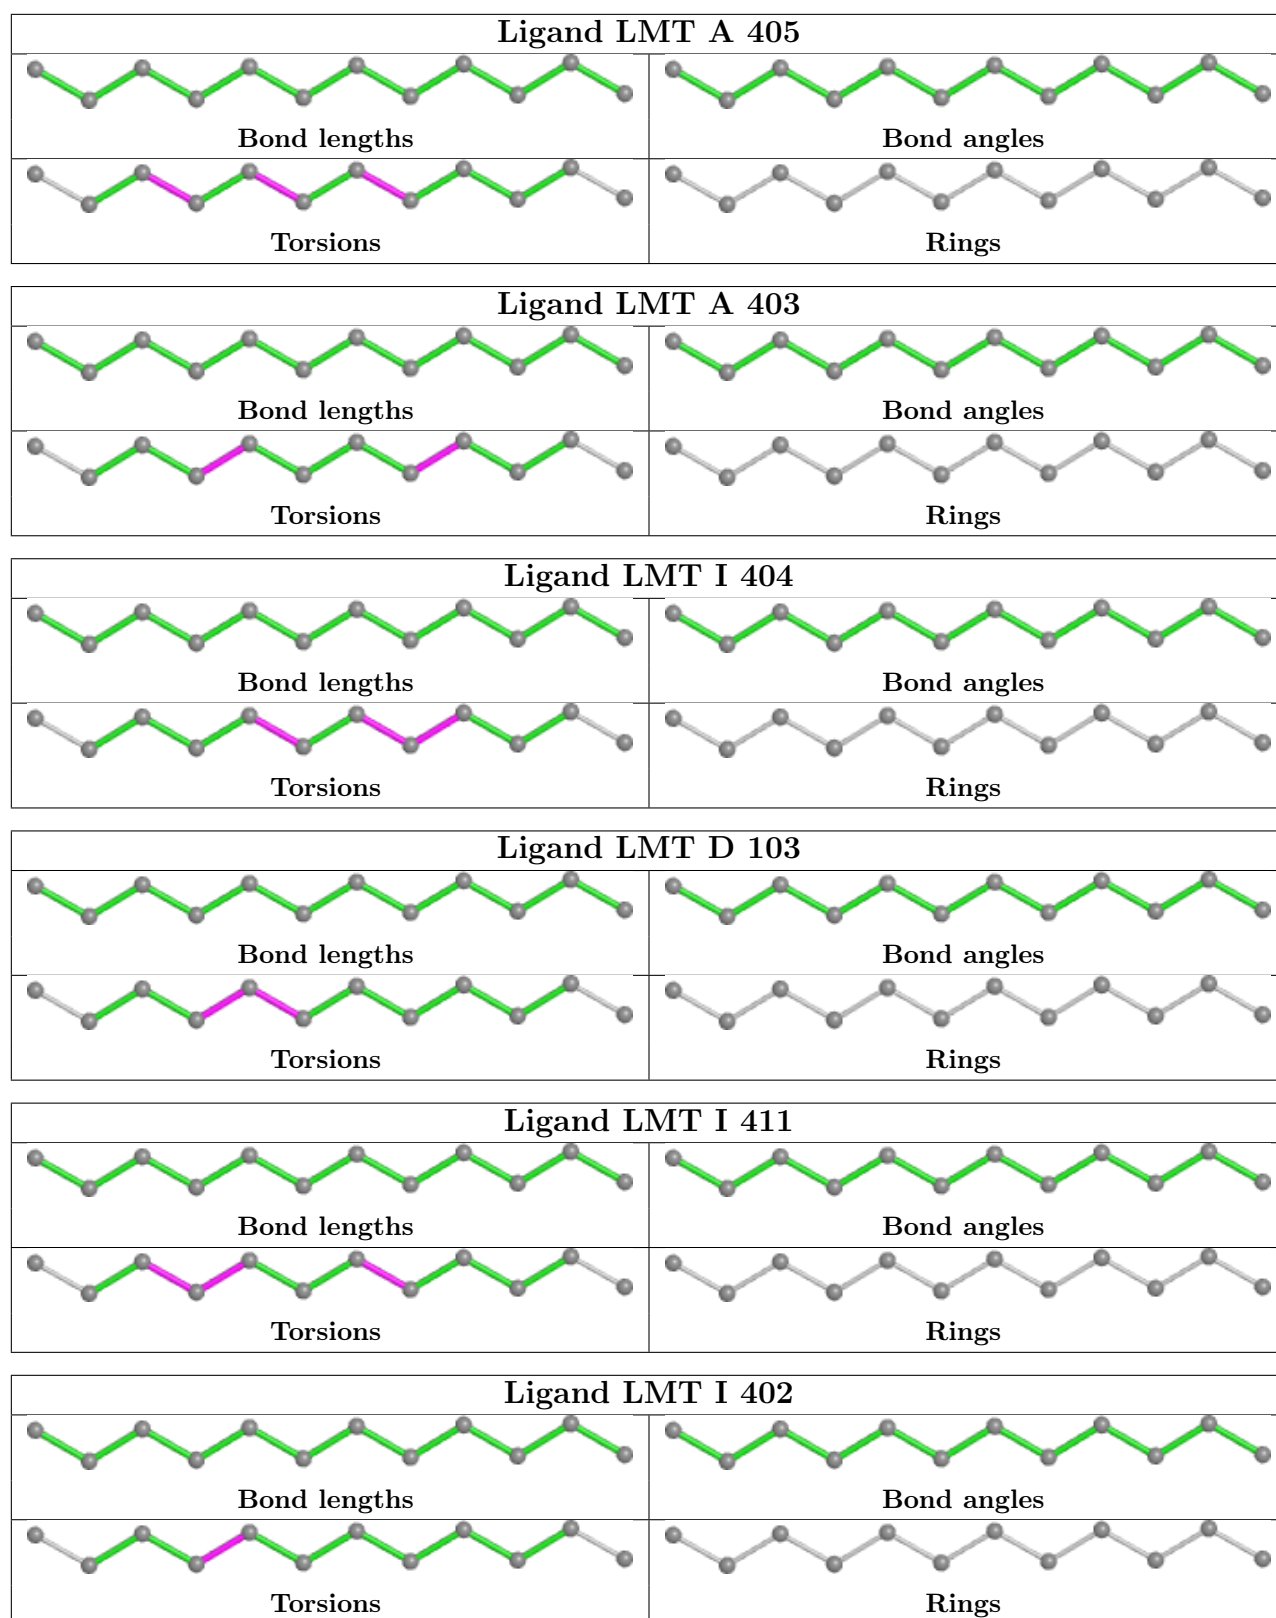 Ligand LMT A 405
Bond lengths
Bond angles
Torsions
Rings
Ligand LMT A 403
Bond lengths
Bond angles
Torsions
Rings
Ligand LMT I 404
Bond lengths
Bond angles
Torsions
Rings
Ligand LMT D 103
Bond lengths
Bond angles
Torsions
Rings
Ligand LMT I 411
Bond lengths
Bond angles
Torsions
Rings
Ligand LMT I 402
Bond lengths
Bond angles
Torsions
Rings